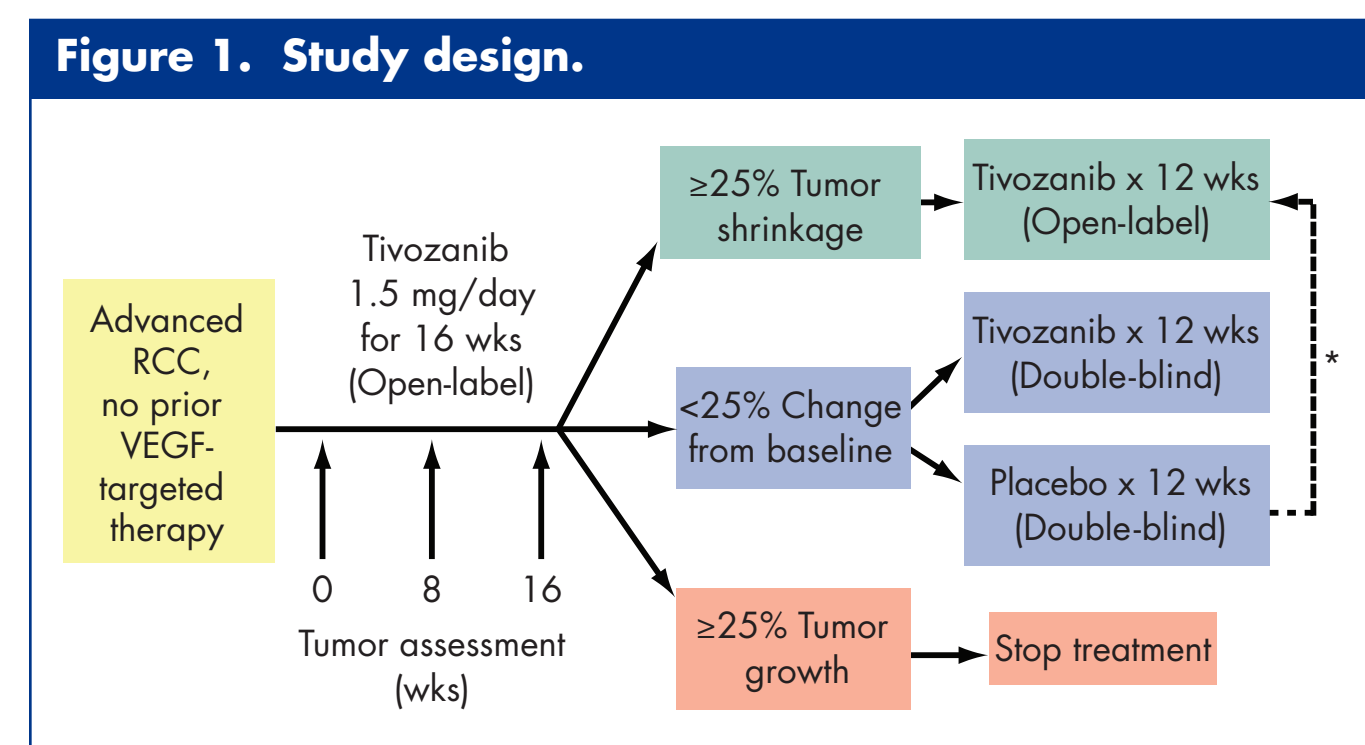 Figure 1. Study design.
Advanced
RCC,
no prior
VEGF-
targeted
therapy
Tivozanib
1.5 mg/day
for 16 wks
(Open-label)
0 8 16
Tumor assessment
(wks)
≥25% Tumor
shrinkage
Tivozanib x 12 wks
(Open-label)
<25% Change
from baseline
Tivozanib x 12 wks
(Double-blind)
Placebo x 12 wks
(Double-blind)
*
≥25% Tumor
growth
Stop treatment